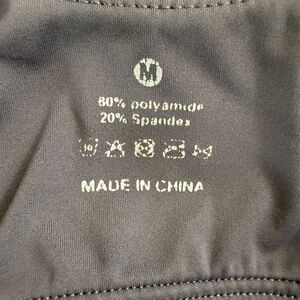 M
80% polyamide
20% Spandex
MADE IN CHINA